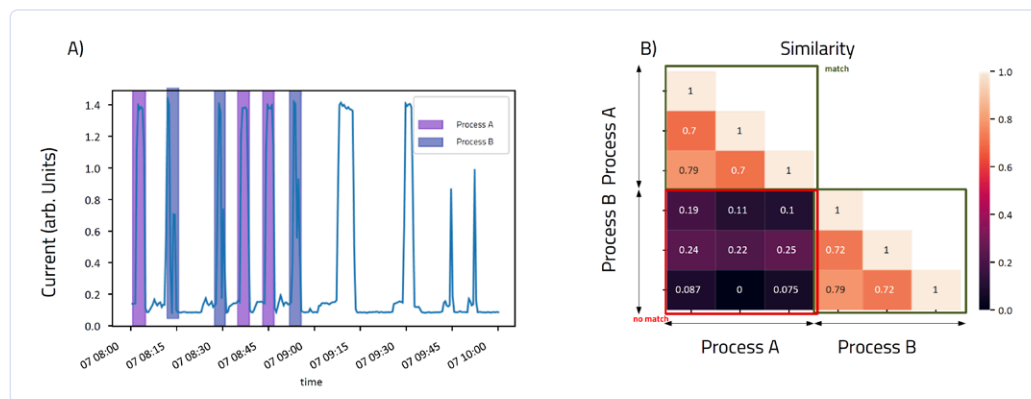 A)
Current (arb. Units)
1.4
1.2
1.0
0.8
0.6
0.4
0.2
0.0
Process A
Process B
07 08:00
07 08:15
07 08:30
07 08:45
07 09:00
07 09:15
07 09:30
07 09:45
07 10:00
time
B)
Similarity
match
Process B Process A
1
0.7 1
0.79 0.7 1
0.19 0.11 0.1 1
0.24 0.22 0.25 0.72 1
0.087 0 0.075 0.79 0.72 1
no match
Process A Process B
1.0
0.8
0.6
0.4
0.2
0.0